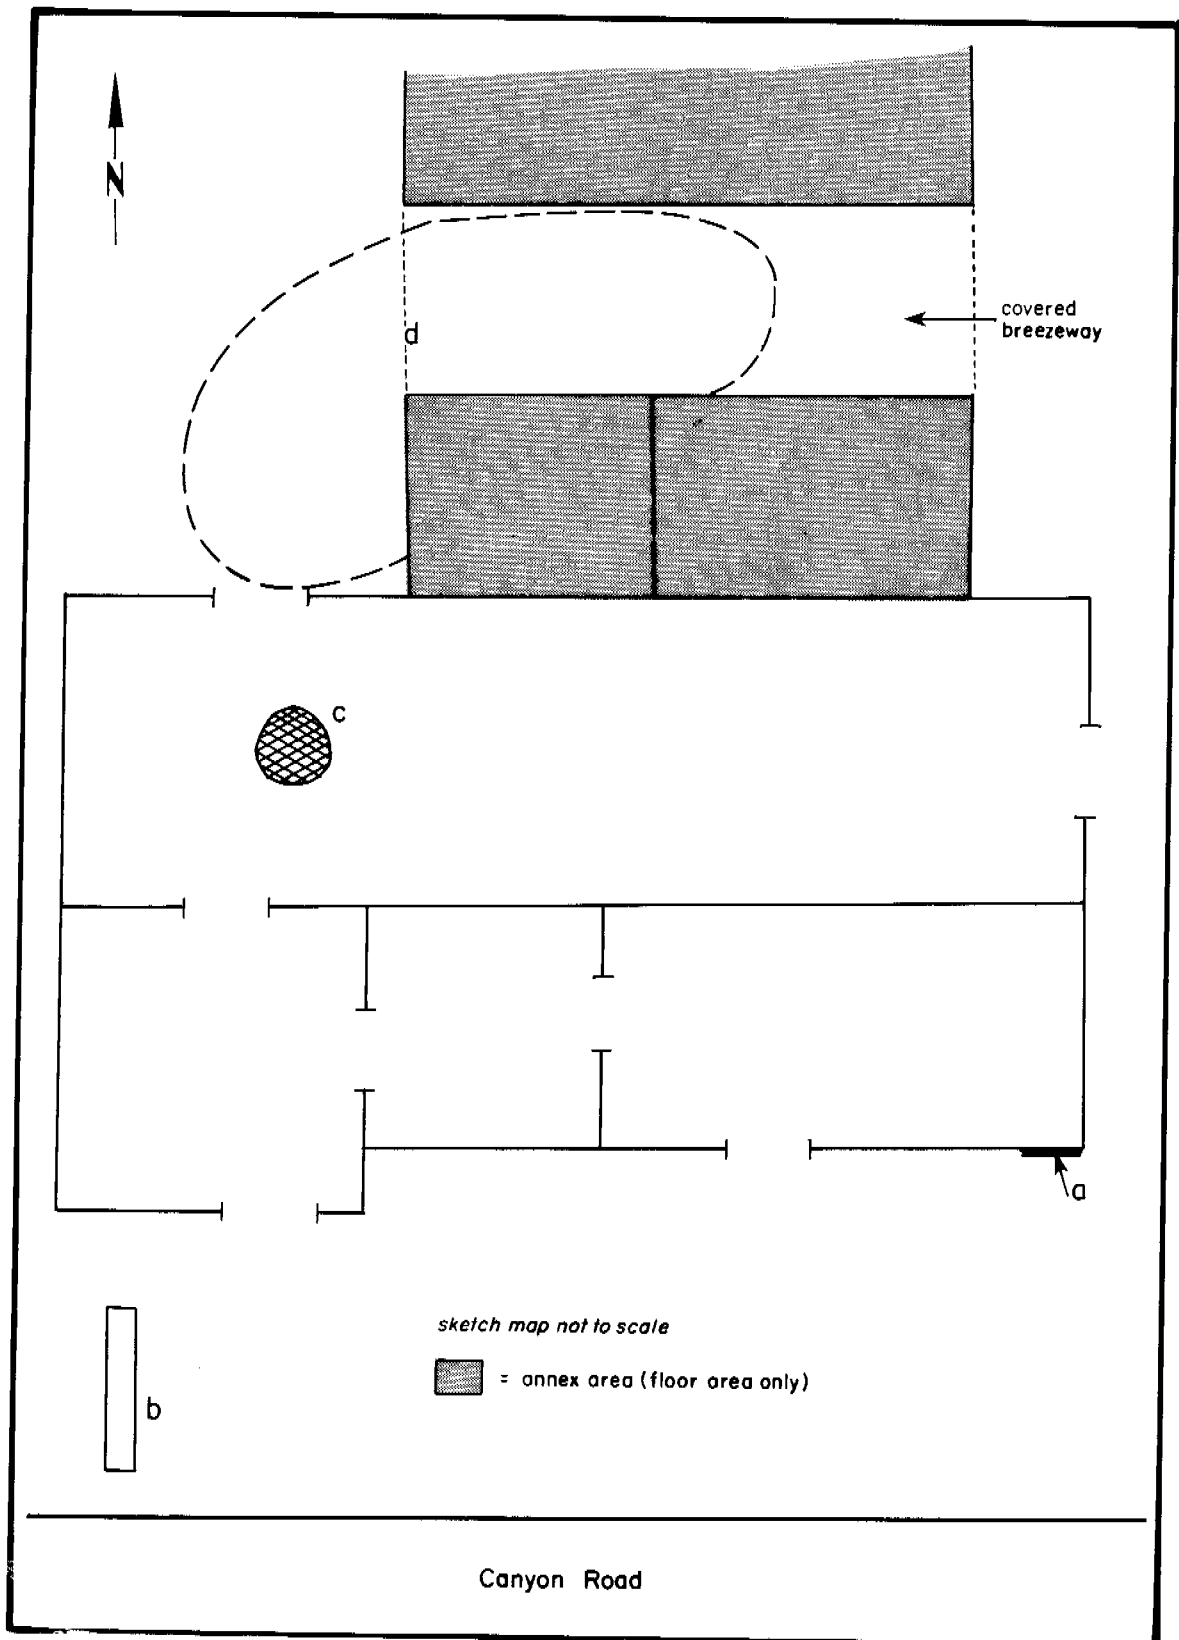 N
covered
breezeway
d
c
a
sketch map not to scale
= annex area (floor area only)
b
Canyon Road